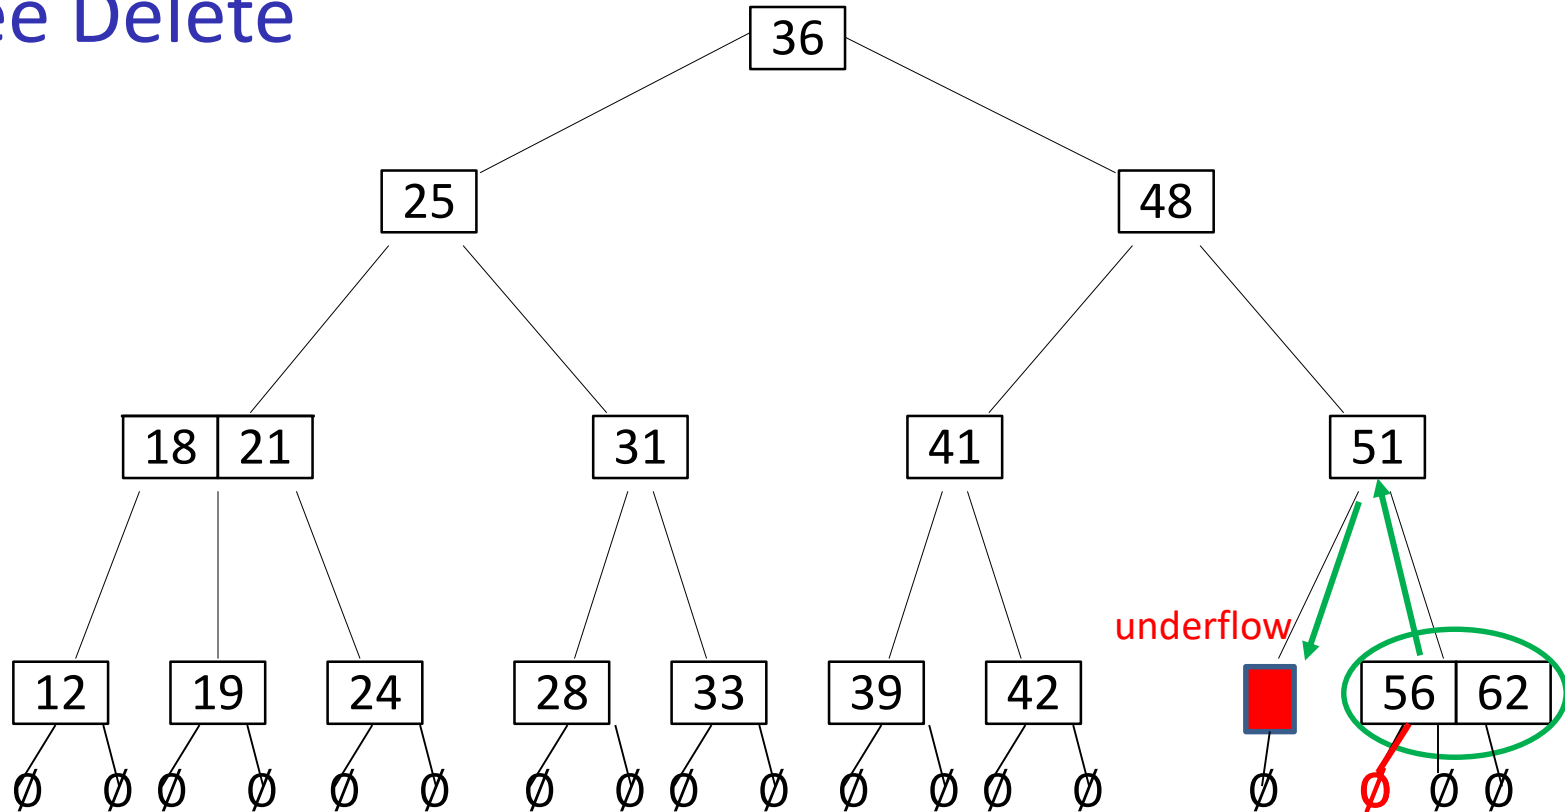 ee Delete
36
25 48
18 21 31 41 51
underflow
12 19 24 28 33 39 42 56 62
Ø Ø Ø Ø Ø Ø Ø Ø Ø Ø Ø Ø Ø Ø Ø Ø Ø Ø